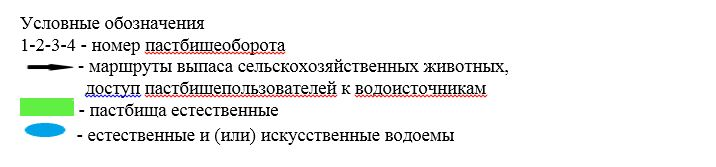 Условные обозначения
1-2-3-4 - номер пастбищеоборота
- маршруты выпаса сельскохозяйственных животных,
доступ пастбищепользователей к водоисточникам
- пастбища естественные
- естественные и (или) искусственные водоемы